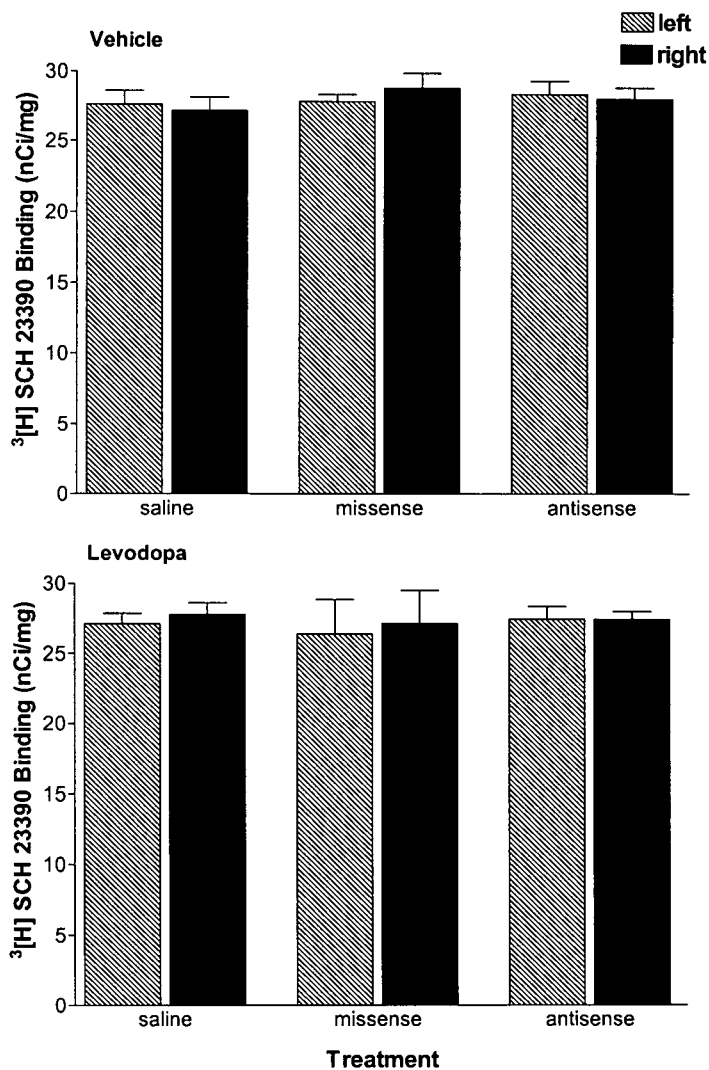 left
right
Vehicle
³[H] SCH 23390 Binding (nCi/mg)
30
25
20
15
10
5
0
saline missense antisense
Levodopa
³[H] SCH 23390 Binding (nCi/mg)
30
25
20
15
10
5
0
saline missense antisense
Treatment